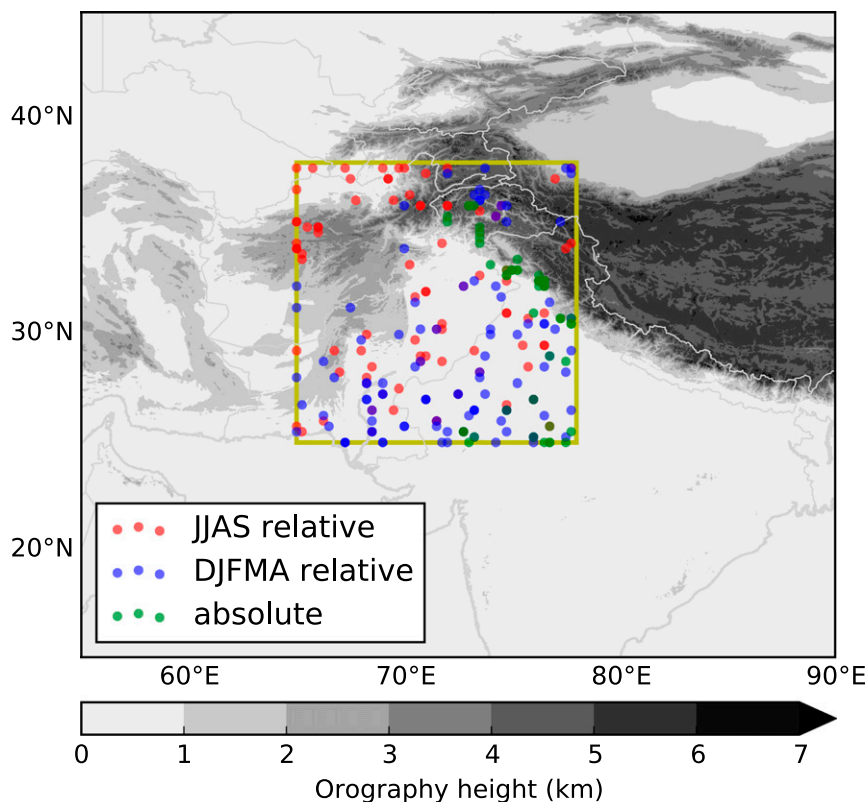 40°N
30°N
20°N
JJAS relative
DJFMA relative
absolute
60°E 70°E 80°E 90°E
0 1 2 3 4 5 6 7
Orography height (km)